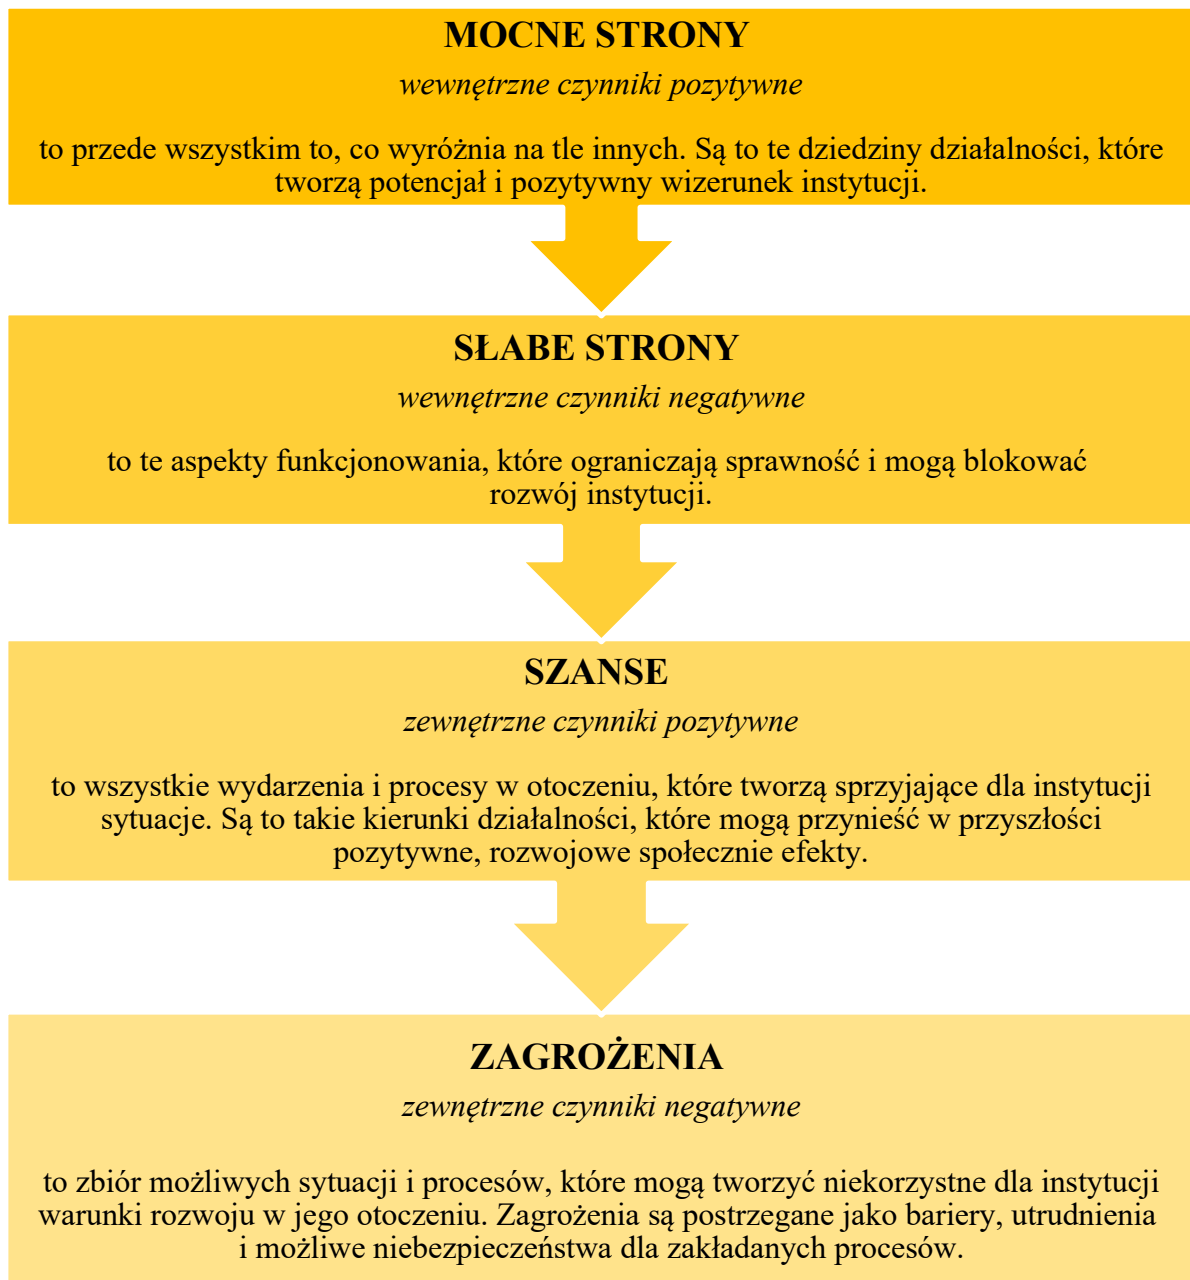 MOCNE STRONY
wewnętrzne czynniki pozytywne
to przede wszystkim to, co wyróżnia na tle innych. Są to te dziedziny działalności, które
tworzą potencjał i pozytywny wizerunek instytucji.
SŁABE STRONY
wewnętrzne czynniki negatywne
to te aspekty funkcjonowania, które ograniczają sprawność i mogą blokować
rozwój instytucji.
SZANSE
zewnętrzne czynniki pozytywne
to wszystkie wydarzenia i procesy w otoczeniu, które tworzą sprzyjające dla instytucji
sytuacje. Są to takie kierunki działalności, które mogą przynieść w przyszłości
pozytywne, rozwojowe społecznie efekty.
ZAGROŻENIA
zewnętrzne czynniki negatywne
to zbiór możliwych sytuacji i procesów, które mogą tworzyć niekorzystne dla instytucji
warunki rozwoju w jego otoczeniu. Zagrożenia są postrzegane jako bariery, utrudnienia
i możliwe niebezpieczeństwa dla zakładanych procesów.